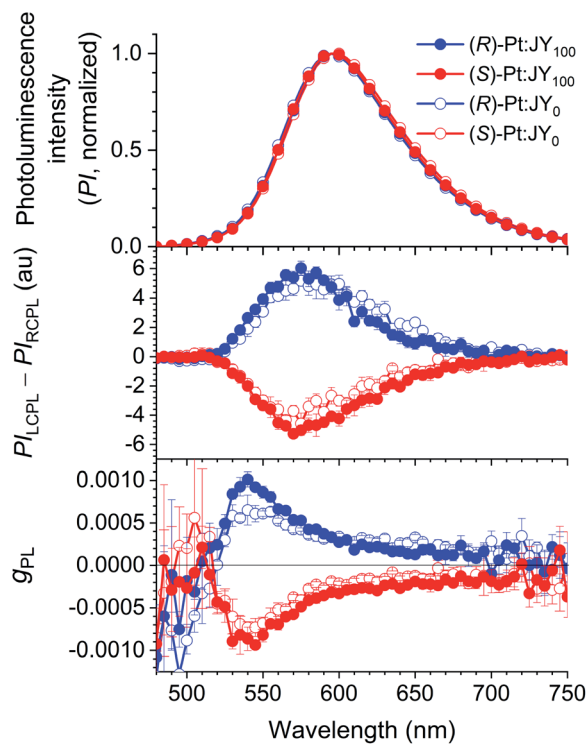 Photoluminescence
intensity
(PI, normalized)
1.0
0.5
0.0
(R)-Pt:JY100
(S)-Pt:JY100
(R)-Pt:JY0
(S)-Pt:JY0
PILCPL – PIRCPL (au)
6
4
2
0
-2
-4
-6
gPL
0.0010
0.0005
0.0000
-0.0005
-0.0010
500 550 600 650 700 750
Wavelength (nm)